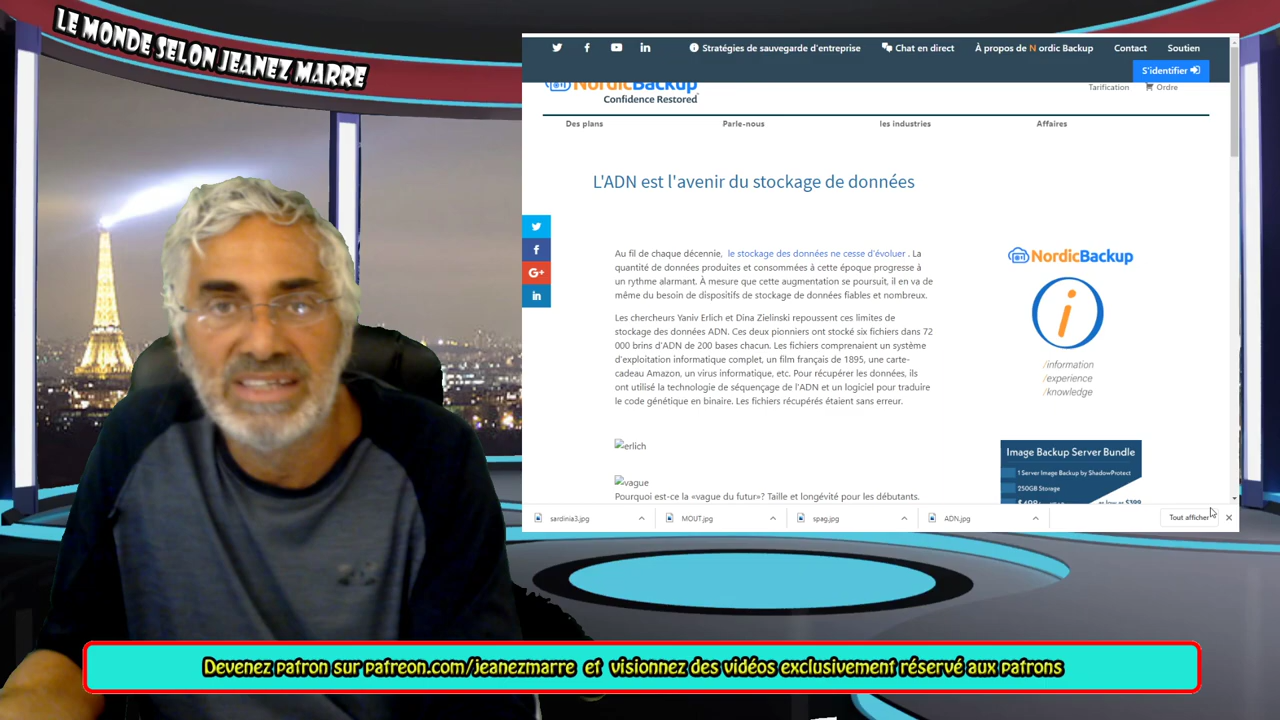 LE MONDE SELON JEANEZ MARRE
Stratégies de sauvegarde d'entreprise
Chat en direct
À propos de N ordic Backup
Contact
Soutien
S'identifier
NordicBackup
Confidence Restored
Tarification
Ordre
Des plans
Parle-nous
les industries
Affaires
L'ADN est l'avenir du stockage de données
Au fil de chaque décennie, le stockage des données ne cesse d'évoluer . La
quantité de données produites et consommées à cette époque progresse à
un rythme alarmant. À mesure que cette augmentation se poursuit, il en va de
même du besoin de dispositifs de stockage de données fiables et nombreux.
Les chercheurs Yaniv Erlich et Dina Zielinski repoussent ces limites de
stockage des données ADN. Ces deux pionniers ont stocké six fichiers dans 72
000 brins d'ADN de 200 bases chacun. Les fichiers comprenaient un système
d'exploitation informatique complet, un film français de 1895, une carte-
cadeau Amazon, un virus informatique, etc. Pour récupérer les données, ils
ont utilisé la technologie de séquençage de l'ADN et un logiciel pour traduire
le code génétique en binaire. Les fichiers récupérés étaient sans erreur.
erlich
vague
Pourquoi est-ce la «vague du futur»? Taille et longévité pour les débutants.
NordicBackup
i
/information
/experience
/knowledge
Image Backup Server Bundle
1 Server Image Backup by ShadowProtect
250GB Storage
sardinia3.jpg
MOUT.jpg
spag.jpg
ADN.jpg
Tout afficher
Devenez patron sur patreon.com/jeanezmarre et visionnez des vidéos exclusivement réservé aux patrons